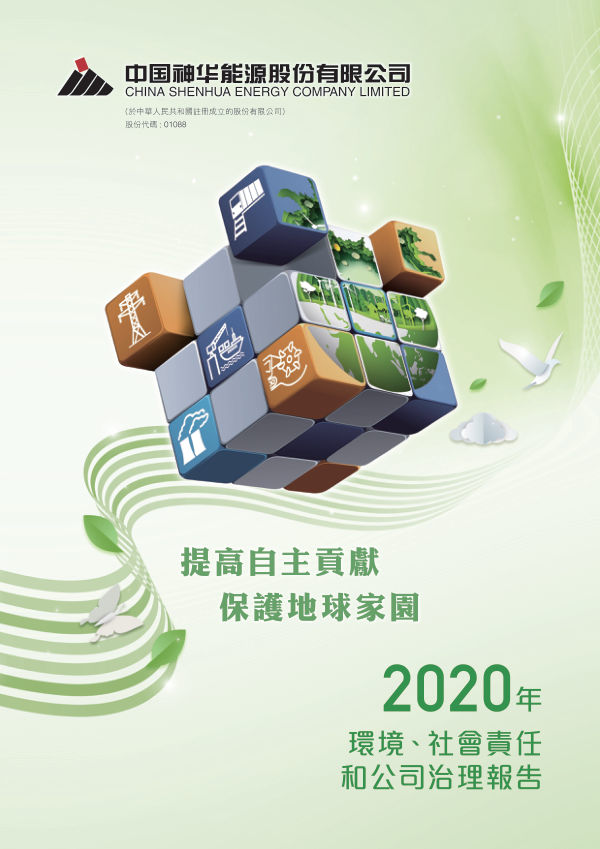 中国神华能源股份有限公司
CHINA SHENHUA ENERGY COMPANY LIMITED
(於中華人民共和國註冊成立的股份有限公司)
股份代碼 : 01088
提高自主貢獻
保護地球家園
2020年
環境、社會責任
和公司治理報告